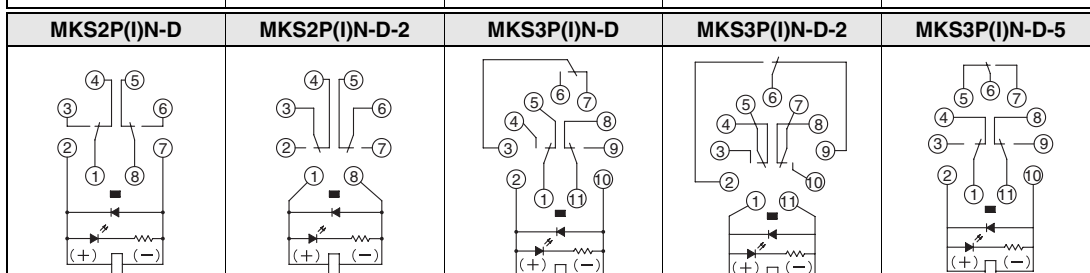 MKS2P(I)N-D MKS2P(I)N-D-2 MKS3P(I)N-D MKS3P(I)N-D-2 MKS3P(I)N-D-5
4 5 4 5 6 6 5 6 7
3 6 3 6 5 7 5 7 4 8
2 7 2 7 4 8 4 8 3 9
1 8 1 8 3 9 3 9 2 10
2 10 2 10 1 11
1 11 1 11
(+) (−) (+) (−) (+) (−) (+) (−) (+) (−)